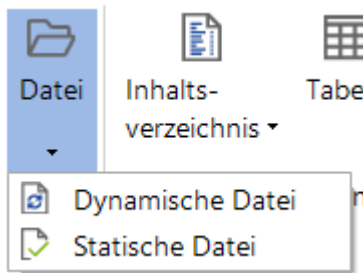 Datei
Inhalts-
verzeichnis
Dynamische Datei
Statische Datei